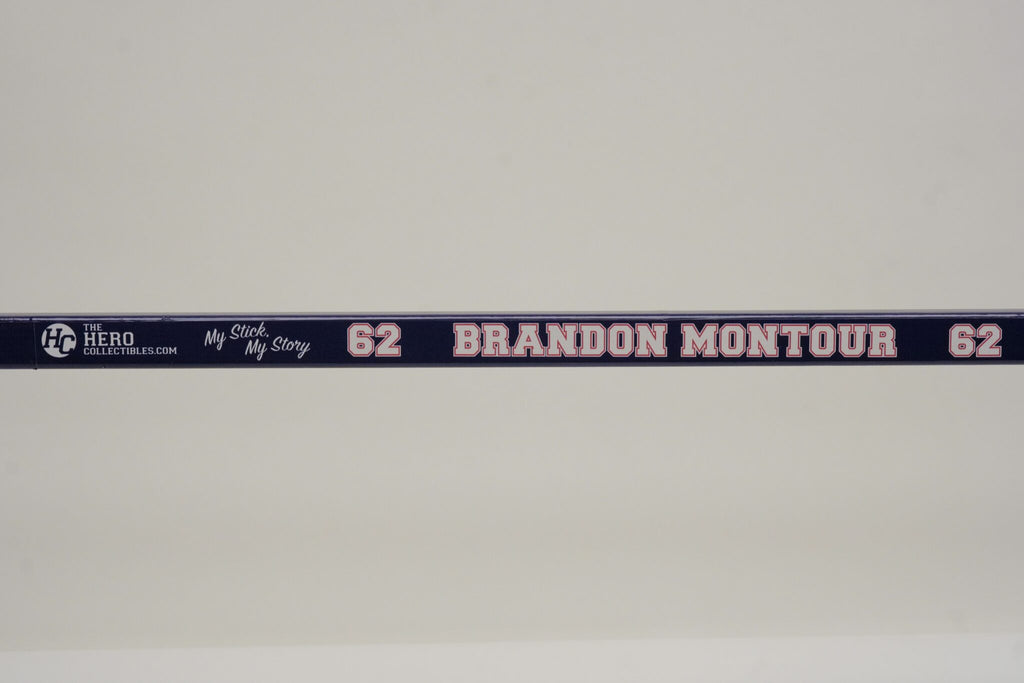 HC
THE
HERO
COLLECTIBLES.COM
My Stick,
My Story
62
BRANDON MONTOUR
62